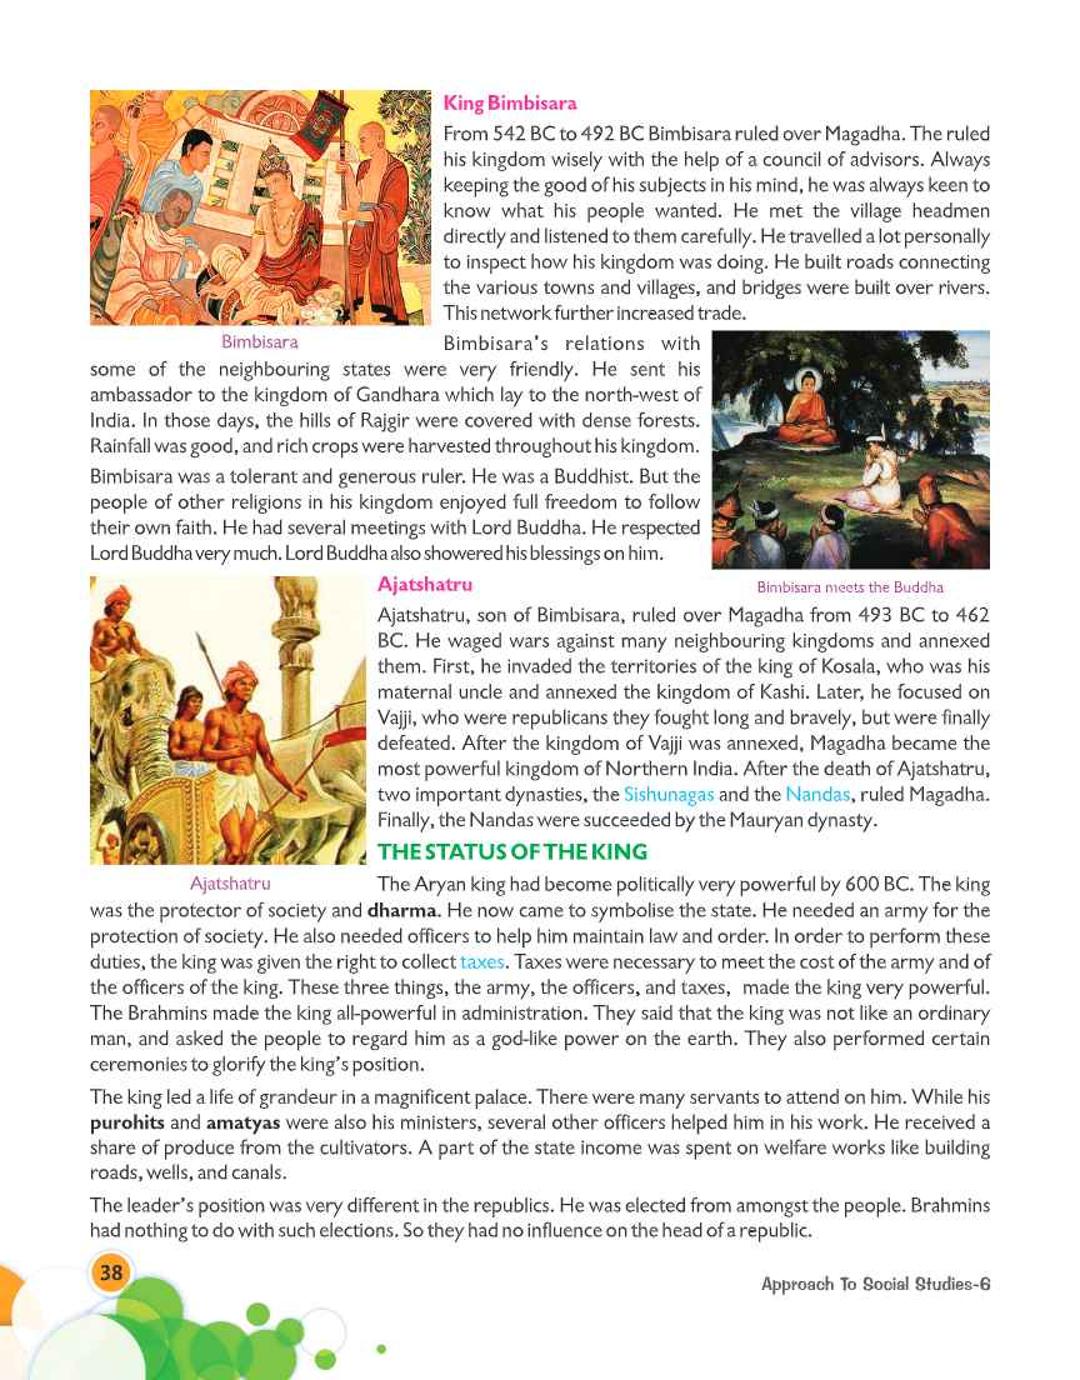 King Bimbisara
From 542 BC to 492 BC Bimbisara ruled over Magadha. The ruled
his kingdom wisely with the help of a council of advisors. Always
keeping the good of his subjects in his mind, he was always keen to
know what his people wanted. He met the village headmen
directly and listened to them carefully. He travelled a lot personally
to inspect how his kingdom was doing. He built roads connecting
the various towns and villages, and bridges were built over rivers.
This network further increased trade.
Bimbisara
Bimbisara's relations with
some of the neighbouring states were very friendly. He sent his
ambassador to the kingdom of Gandhara which lay to the north-west of
India. In those days, the hills of Rajgir were covered with dense forests.
Rainfall was good, and rich crops were harvested throughout his kingdom.
Bimbisara was a tolerant and generous ruler. He was a Buddhist. But the
people of other religions in his kingdom enjoyed full freedom to follow
their own faith. He had several meetings with Lord Buddha. He respected
Lord Buddha very much. Lord Buddha also showered his blessings on him.
Bimbisara meets the Buddha
Ajatshatru
Ajatshatru, son of Bimbisara, ruled over Magadha from 493 BC to 462
BC. He waged wars against many neighbouring kingdoms and annexed
them. First, he invaded the territories of the king of Kosala, who was his
maternal uncle and annexed the kingdom of Kashi. Later, he focused on
Vajji, who were republicans they fought long and bravely, but were finally
defeated. After the kingdom of Vajji was annexed, Magadha became the
most powerful kingdom of Northern India. After the death of Ajatshatru,
two important dynasties, the Sishunagas and the Nandas, ruled Magadha.
Finally, the Nandas were succeeded by the Mauryan dynasty.
Ajatshatru
THE STATUS OF THE KING
The Aryan king had become politically very powerful by 600 BC. The king
was the protector of society and dharma. He now came to symbolise the state. He needed an army for the
protection of society. He also needed officers to help him maintain law and order. In order to perform these
duties, the king was given the right to collect taxes. Taxes were necessary to meet the cost of the army and of
the officers of the king. These three things, the army, the officers, and taxes, made the king very powerful.
The Brahmins made the king all-powerful in administration. They said that the king was not like an ordinary
man, and asked the people to regard him as a god-like power on the earth. They also performed certain
ceremonies to glorify the king's position.
The king led a life of grandeur in a magnificent palace. There were many servants to attend on him. While his
purohits and amatyas were also his ministers, several other officers helped him in his work. He received a
share of produce from the cultivators. A part of the state income was spent on welfare works like building
roads, wells, and canals.
The leader's position was very different in the republics. He was elected from amongst the people. Brahmins
had nothing to do with such elections. So they had no influence on the head of a republic.
38
Approach To Social Studies-6